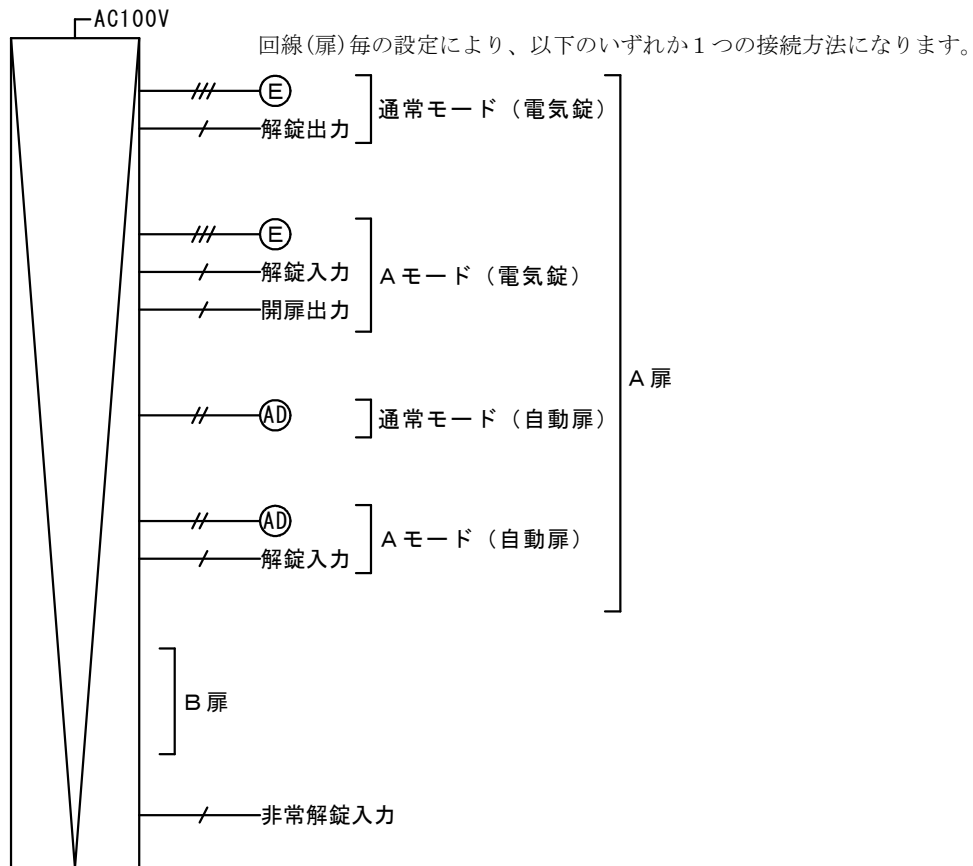 AC100V
回線(扉)毎の設定により、以下のいずれか１つの接続方法になります。
E
通常モード（電気錠）
解錠出力
E
解錠入力
Aモード（電気錠）
開扉出力
A扉
AD
通常モード（自動扉）
AD
Aモード（自動扉）
解錠入力
B扉
非常解錠入力